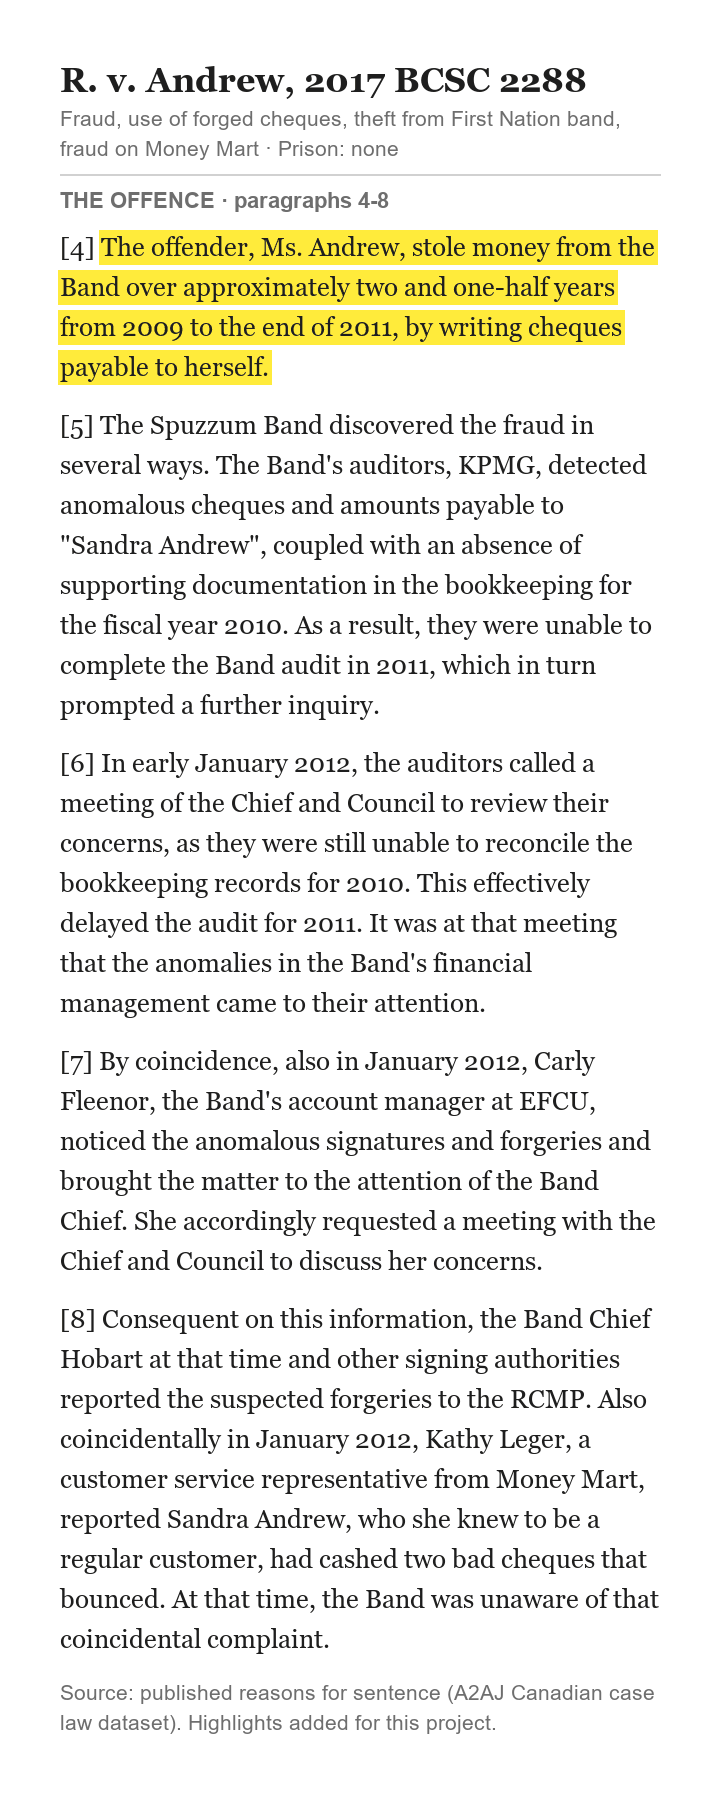 R. v. Andrew, 2017 BCSC 2288
Fraud, use of forged cheques, theft from First Nation band,
fraud on Money Mart · Prison: none
THE OFFENCE · paragraphs 4-8
[4] The offender, Ms. Andrew, stole money from the
Band over approximately two and one-half years
from 2009 to the end of 2011, by writing cheques
payable to herself.
[5] The Spuzzum Band discovered the fraud in
several ways. The Band's auditors, KPMG, detected
anomalous cheques and amounts payable to
"Sandra Andrew", coupled with an absence of
supporting documentation in the bookkeeping for
the fiscal year 2010. As a result, they were unable to
complete the Band audit in 2011, which in turn
prompted a further inquiry.
[6] In early January 2012, the auditors called a
meeting of the Chief and Council to review their
concerns, as they were still unable to reconcile the
bookkeeping records for 2010. This effectively
delayed the audit for 2011. It was at that meeting
that the anomalies in the Band's financial
management came to their attention.
[7] By coincidence, also in January 2012, Carly
Fleenor, the Band's account manager at EFCU,
noticed the anomalous signatures and forgeries and
brought the matter to the attention of the Band
Chief. She accordingly requested a meeting with the
Chief and Council to discuss her concerns.
[8] Consequent on this information, the Band Chief
Hobart at that time and other signing authorities
reported the suspected forgeries to the RCMP. Also
coincidentally in January 2012, Kathy Leger, a
customer service representative from Money Mart,
reported Sandra Andrew, who she knew to be a
regular customer, had cashed two bad cheques that
bounced. At that time, the Band was unaware of that
coincidental complaint.
Source: published reasons for sentence (A2AJ Canadian case
law dataset). Highlights added for this project.